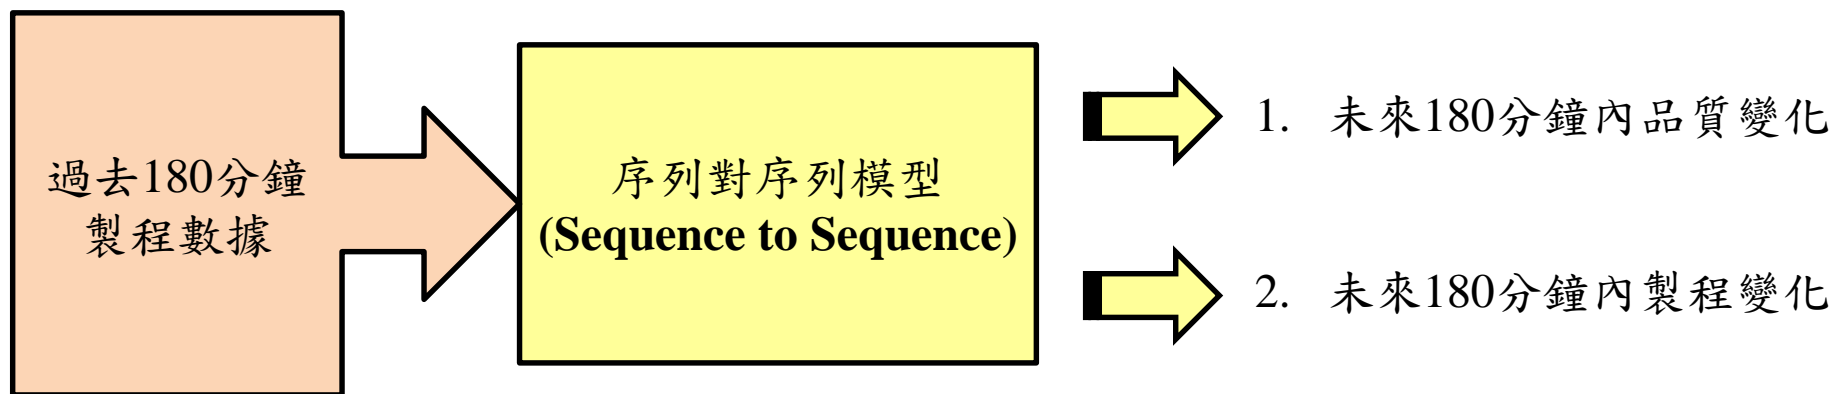 過去180分鐘
製程數據
序列對序列模型
(Sequence to Sequence)
1. 未來180分鐘內品質變化
2. 未來180分鐘內製程變化